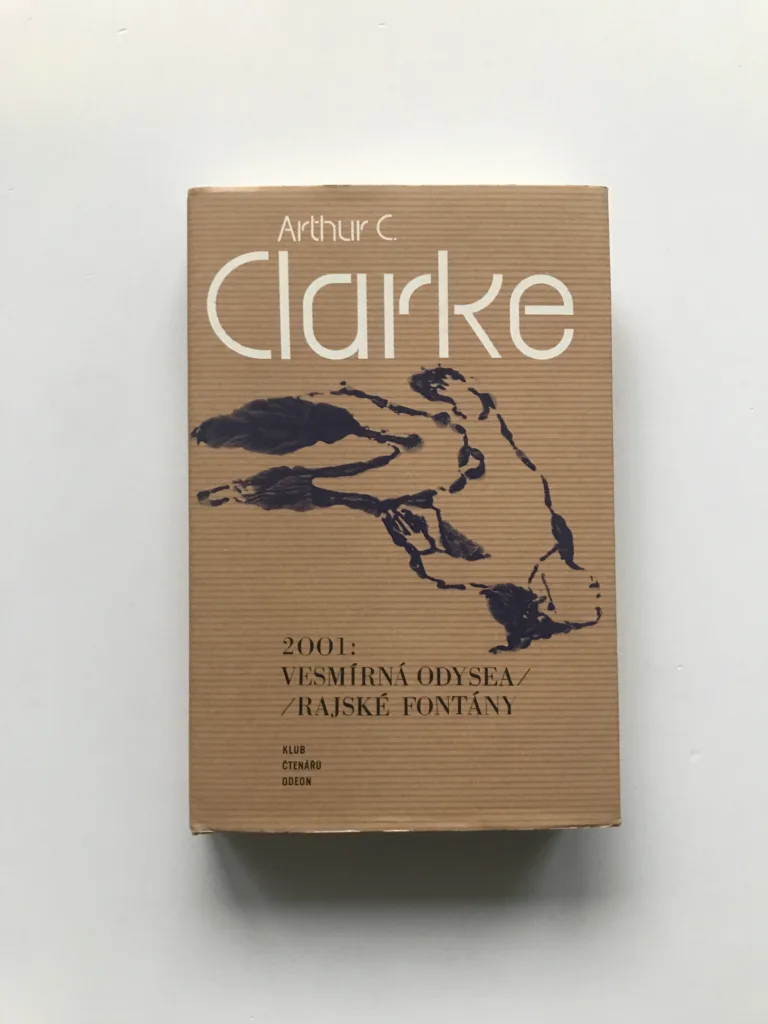 Arthur C.
Clarke
2001:
VESMÍRNÁ ODYSEA/
/RAJSKÉ FONTÁNY
KLUB
ČTENÁŘŮ
ODEON